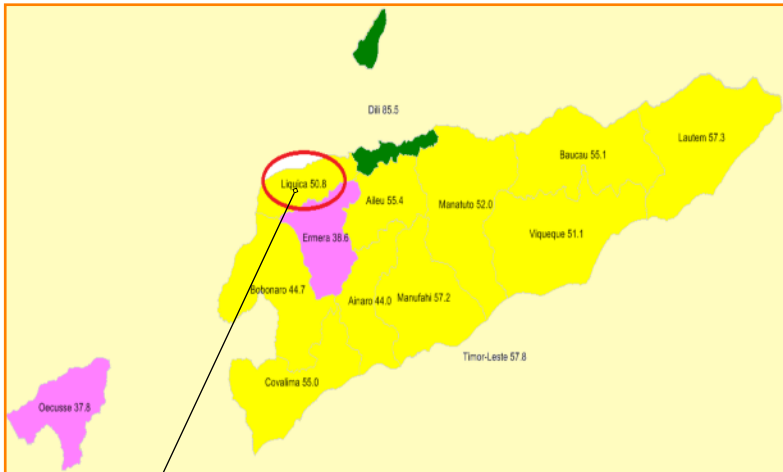 Dili 85.5
Lautem 57.3
Baucau 55.1
Liquica 50.8
Aileu 55.4
Manatuto 52.0
Viqueque 51.1
Ermera 38.6
Bobonaro 44.7
Ainaro 44.0
Manufahi 57.2
Timor-Leste 57.8
Covalima 55.0
Oecusse 37.8